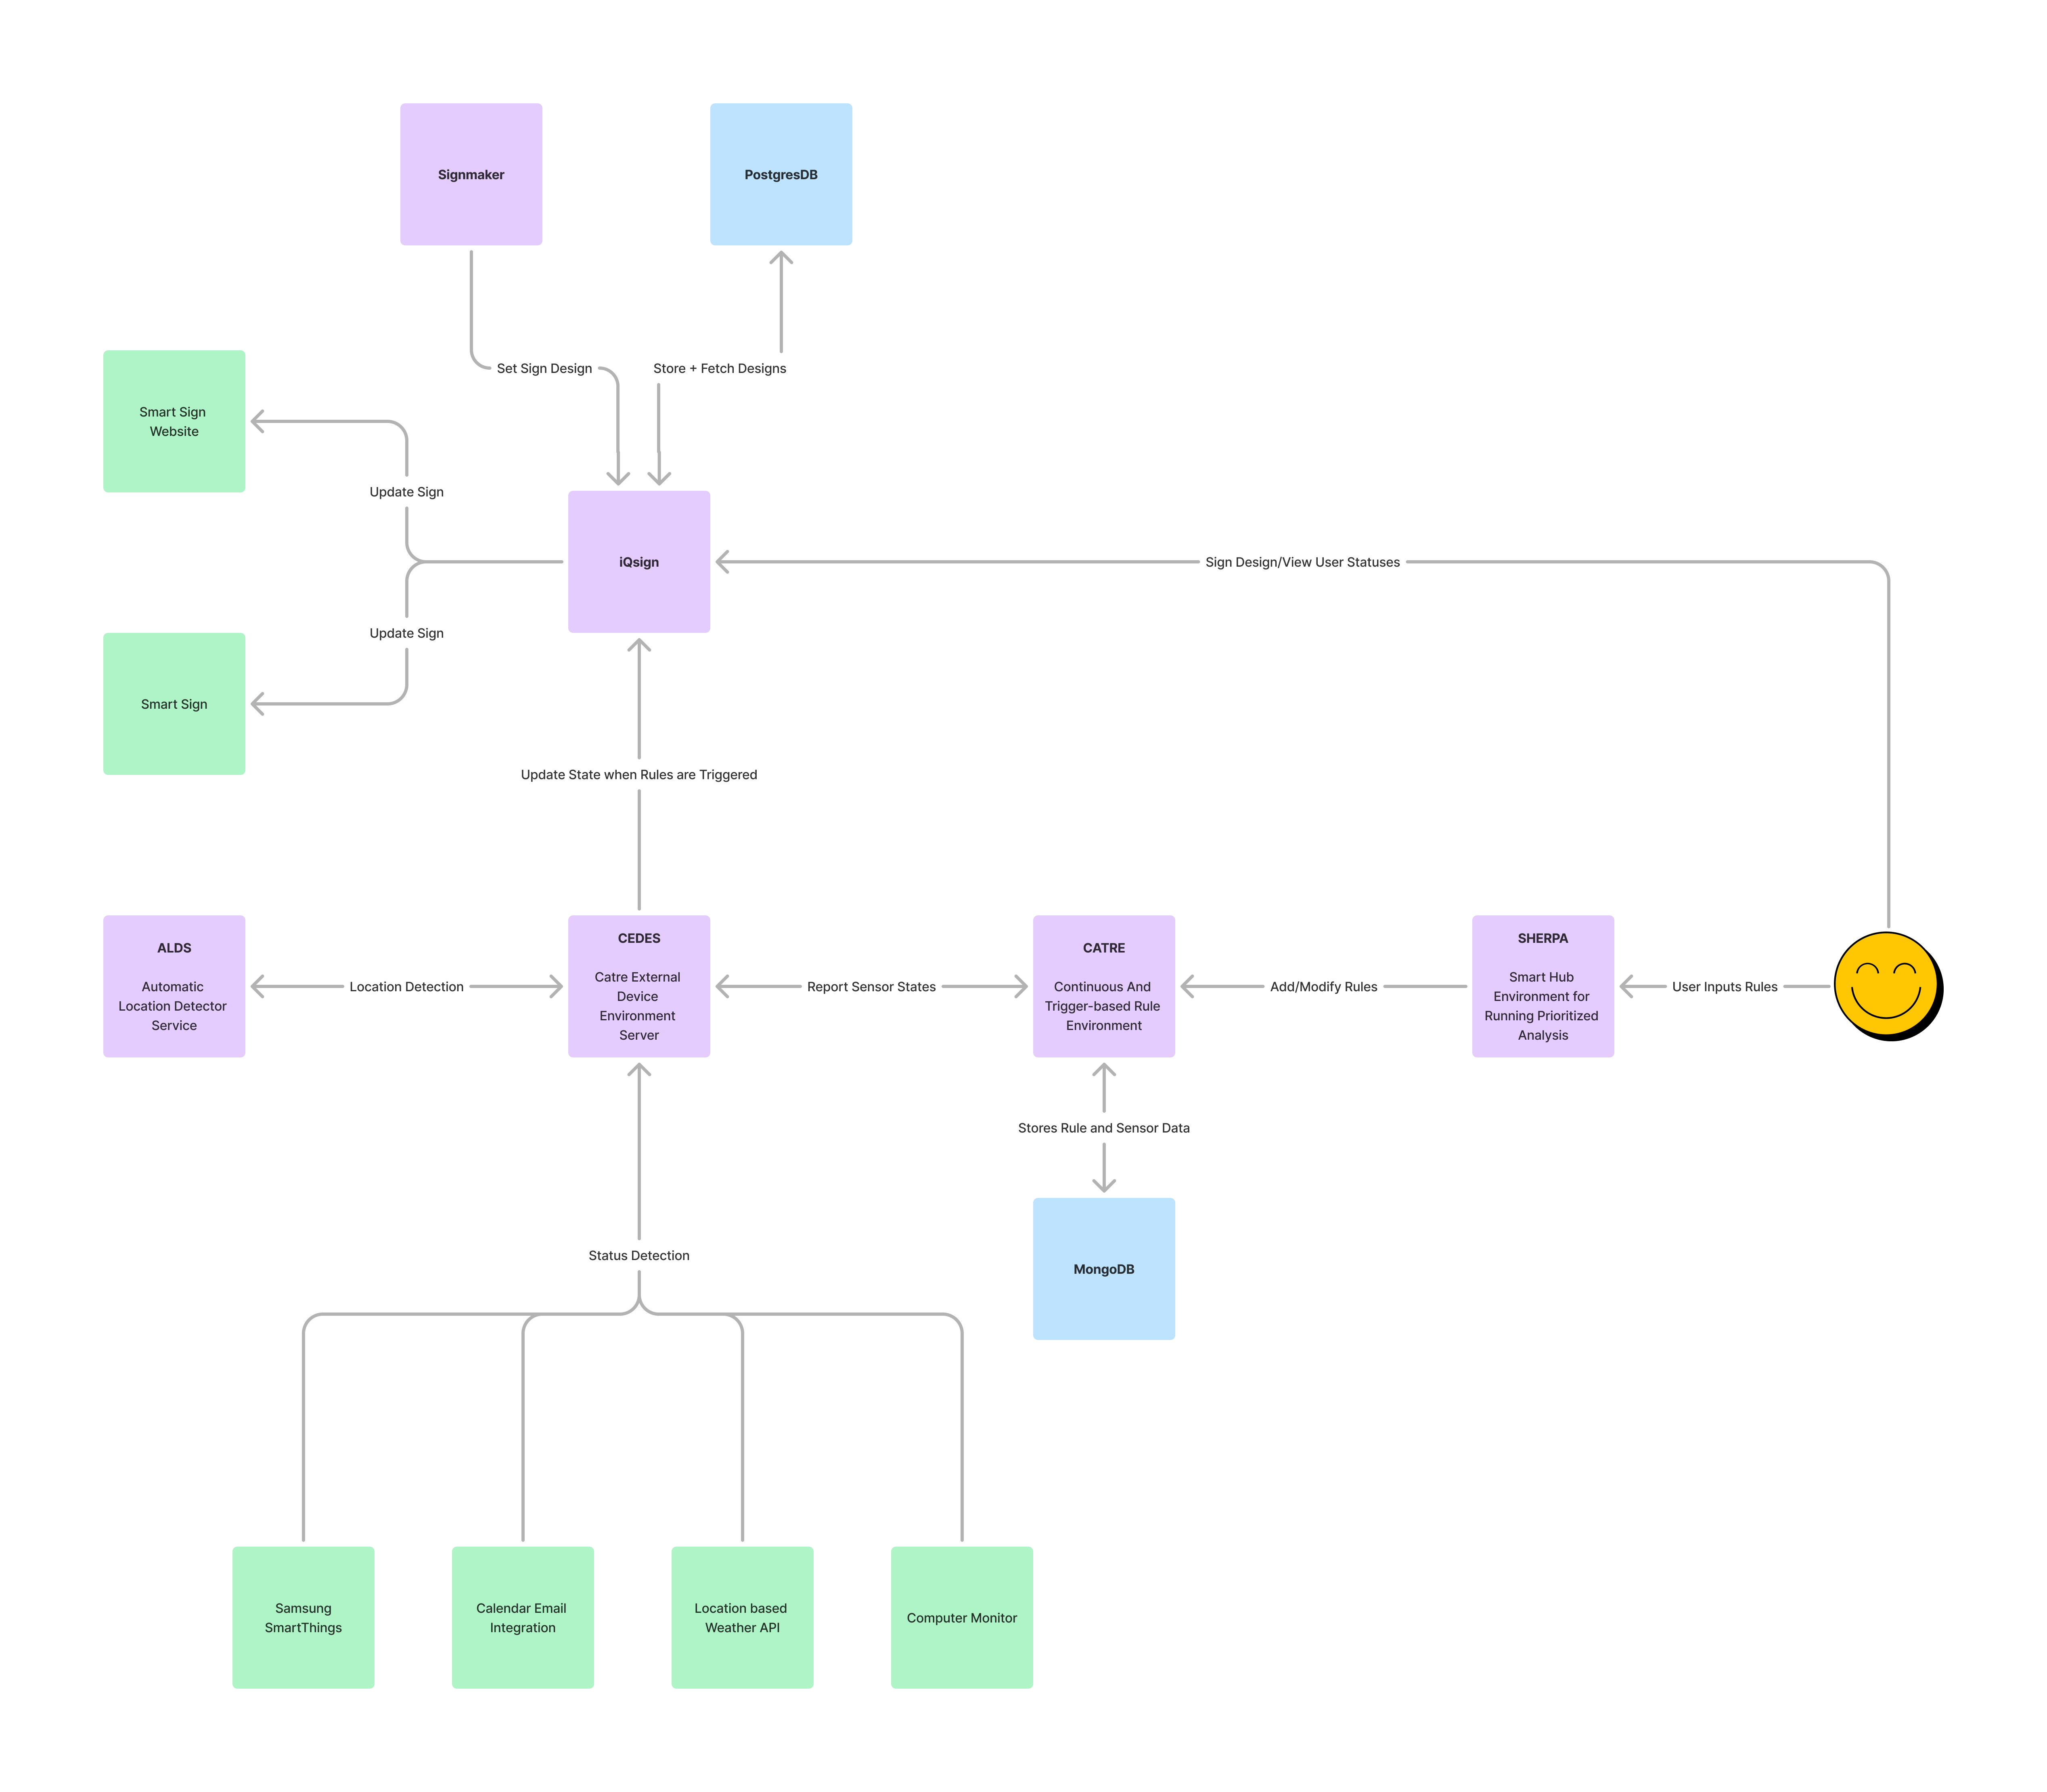 Signmaker
PostgresDB
Set Sign Design
Store + Fetch Designs
Smart Sign
Website
Update Sign
iQsign
Sign Design/View User Statuses
Update Sign
Smart Sign
Update State when Rules are Triggered
ALDS
Automatic
Location Detector
Service
Location Detection
CEDES
Catre External
Device
Environment
Server
Report Sensor States
CATRE
Continuous And
Trigger-based Rule
Environment
Add/Modify Rules
SHERPA
Smart Hub
Environment for
Running Prioritized
Analysis
User Inputs Rules
Stores Rule and Sensor Data
Status Detection
MongoDB
Samsung
SmartThings
Calendar Email
Integration
Location based
Weather API
Computer Monitor